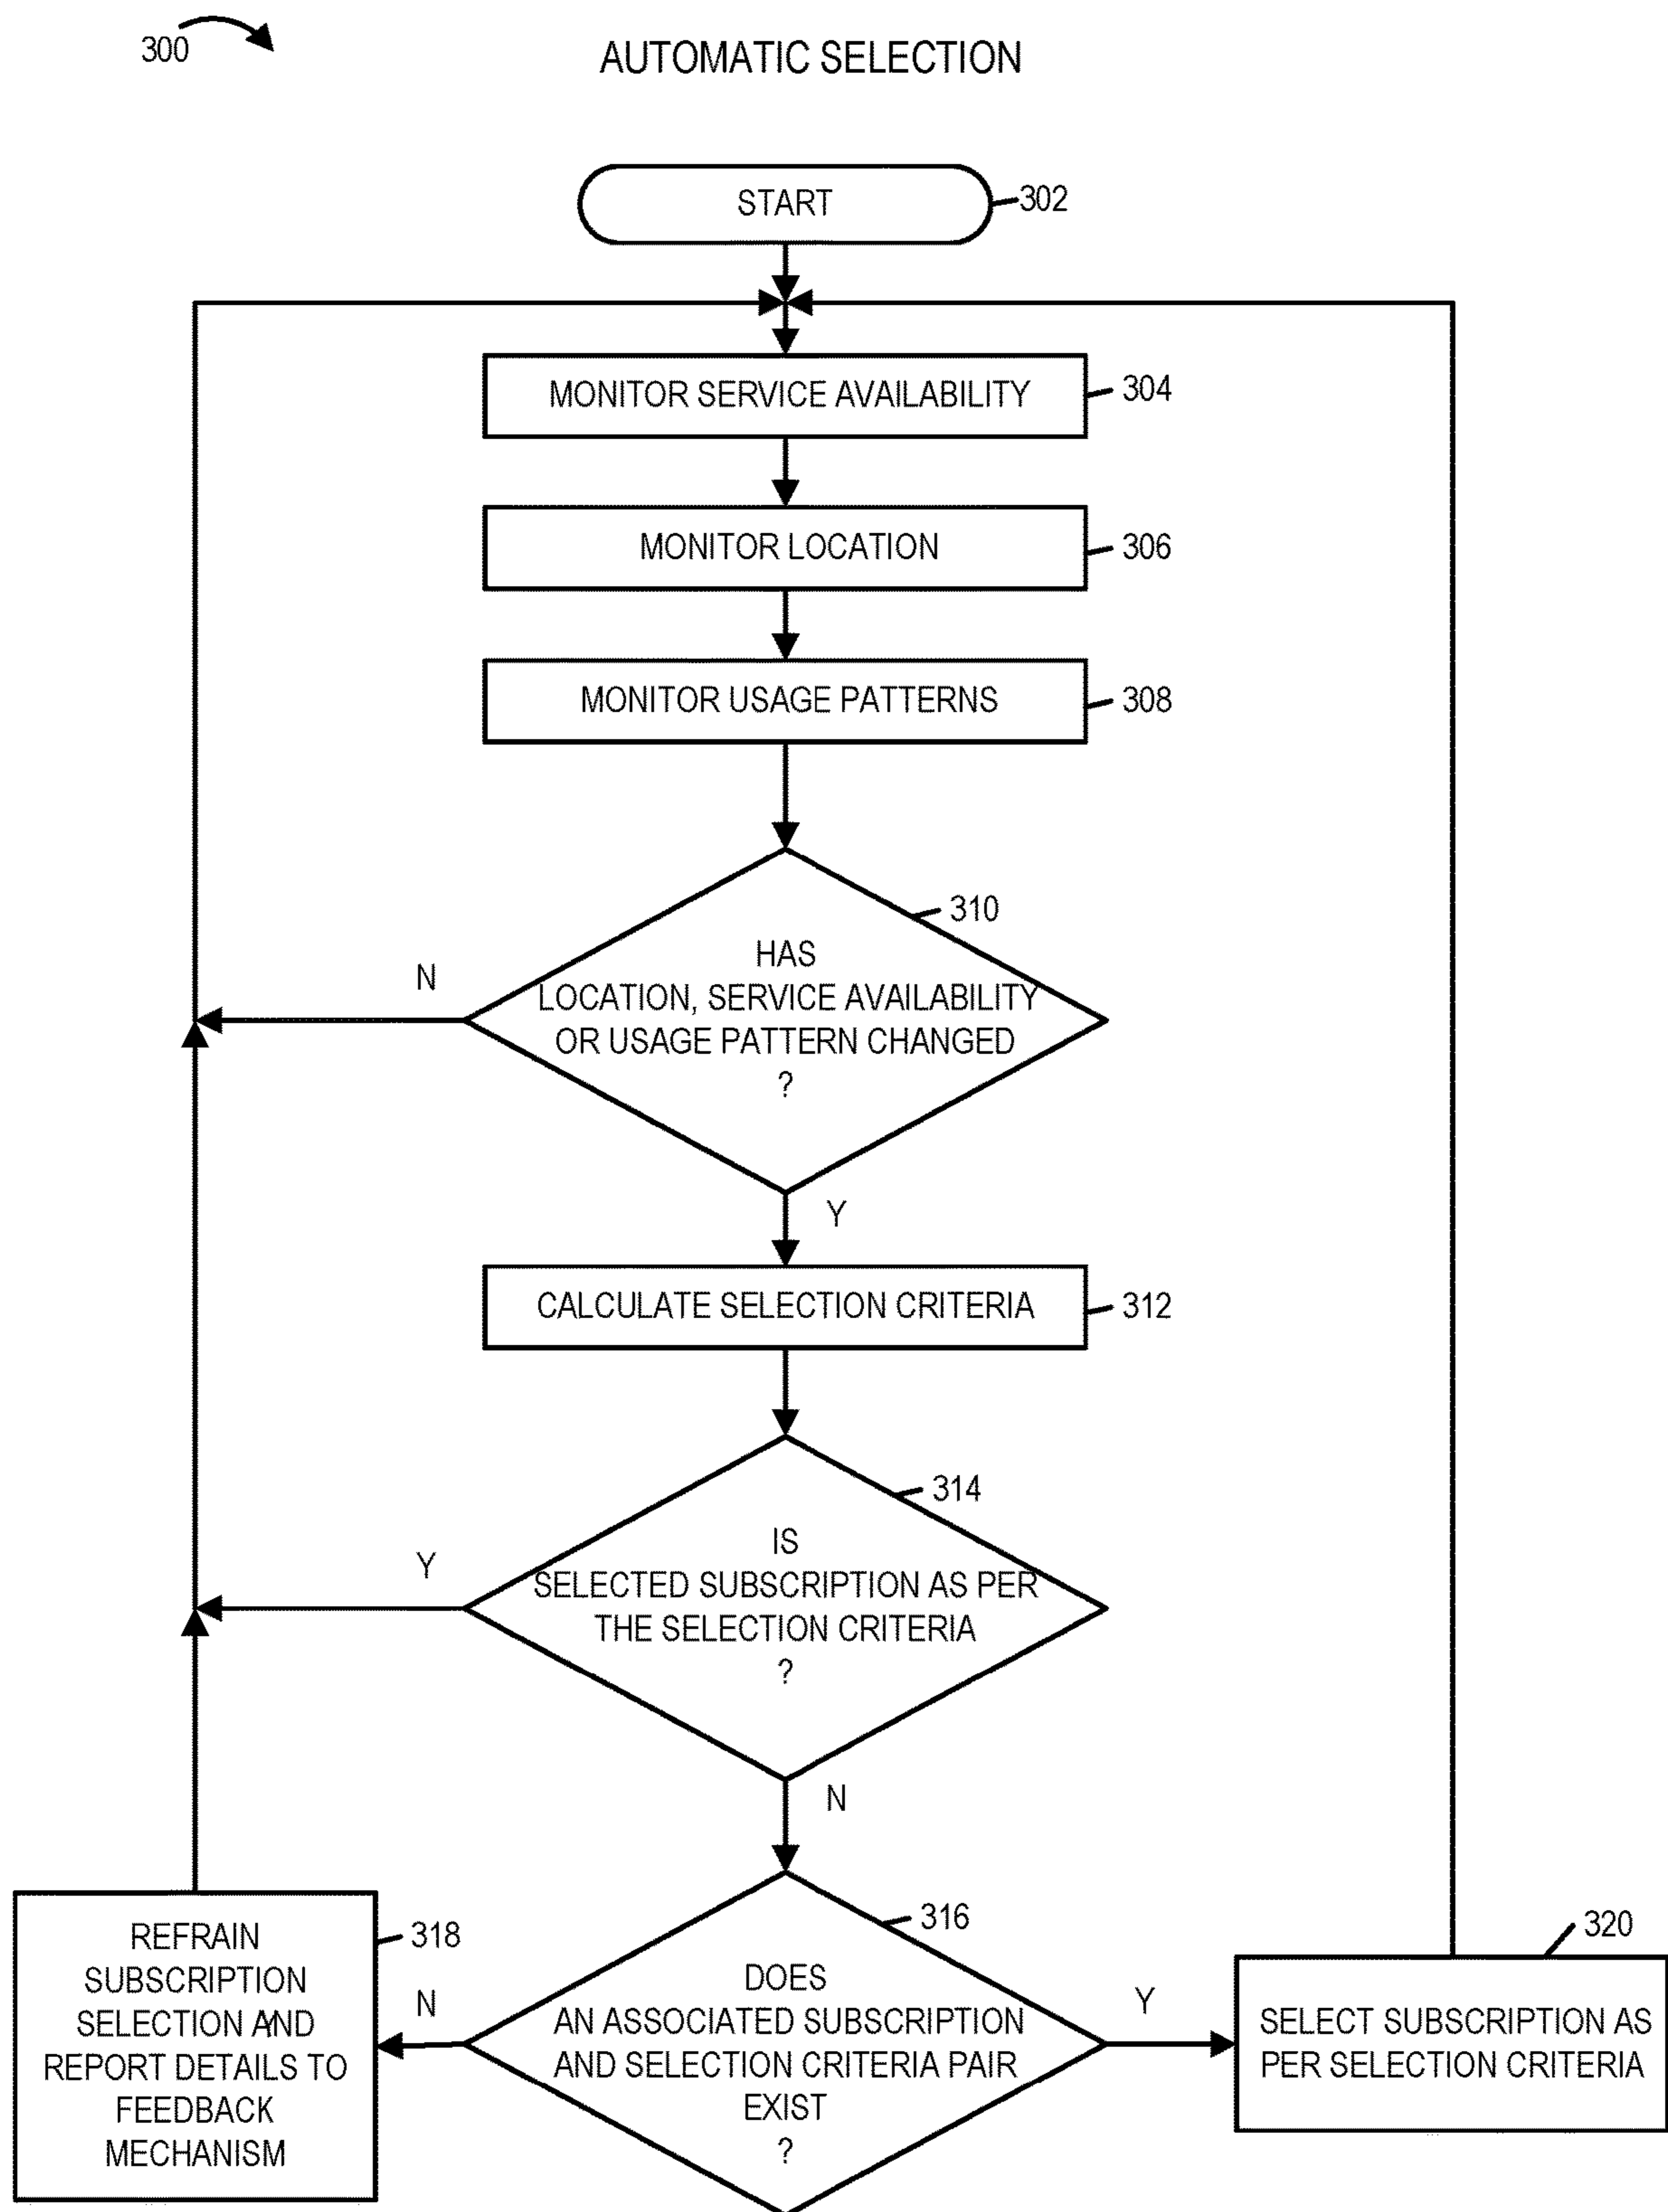 300
AUTOMATIC SELECTION
START
302
MONITOR SERVICE AVAILABILITY
304
MONITOR LOCATION
306
MONITOR USAGE PATTERNS
308
310
HAS
LOCATION, SERVICE AVAILABILITY
OR USAGE PATTERN CHANGED
?
N
Y
CALCULATE SELECTION CRITERIA
312
314
IS
SELECTED SUBSCRIPTION AS PER
THE SELECTION CRITERIA
?
Y
N
316
DOES
AN ASSOCIATED SUBSCRIPTION
AND SELECTION CRITERIA PAIR
EXIST
?
N
Y
318
REFRAIN
SUBSCRIPTION
SELECTION AND
Y
REPORT DETAILS TO
FEEDBACK
MECHANISM
320
SELECT SUBSCRIPTION AS
PER SELECTION CRITERIA